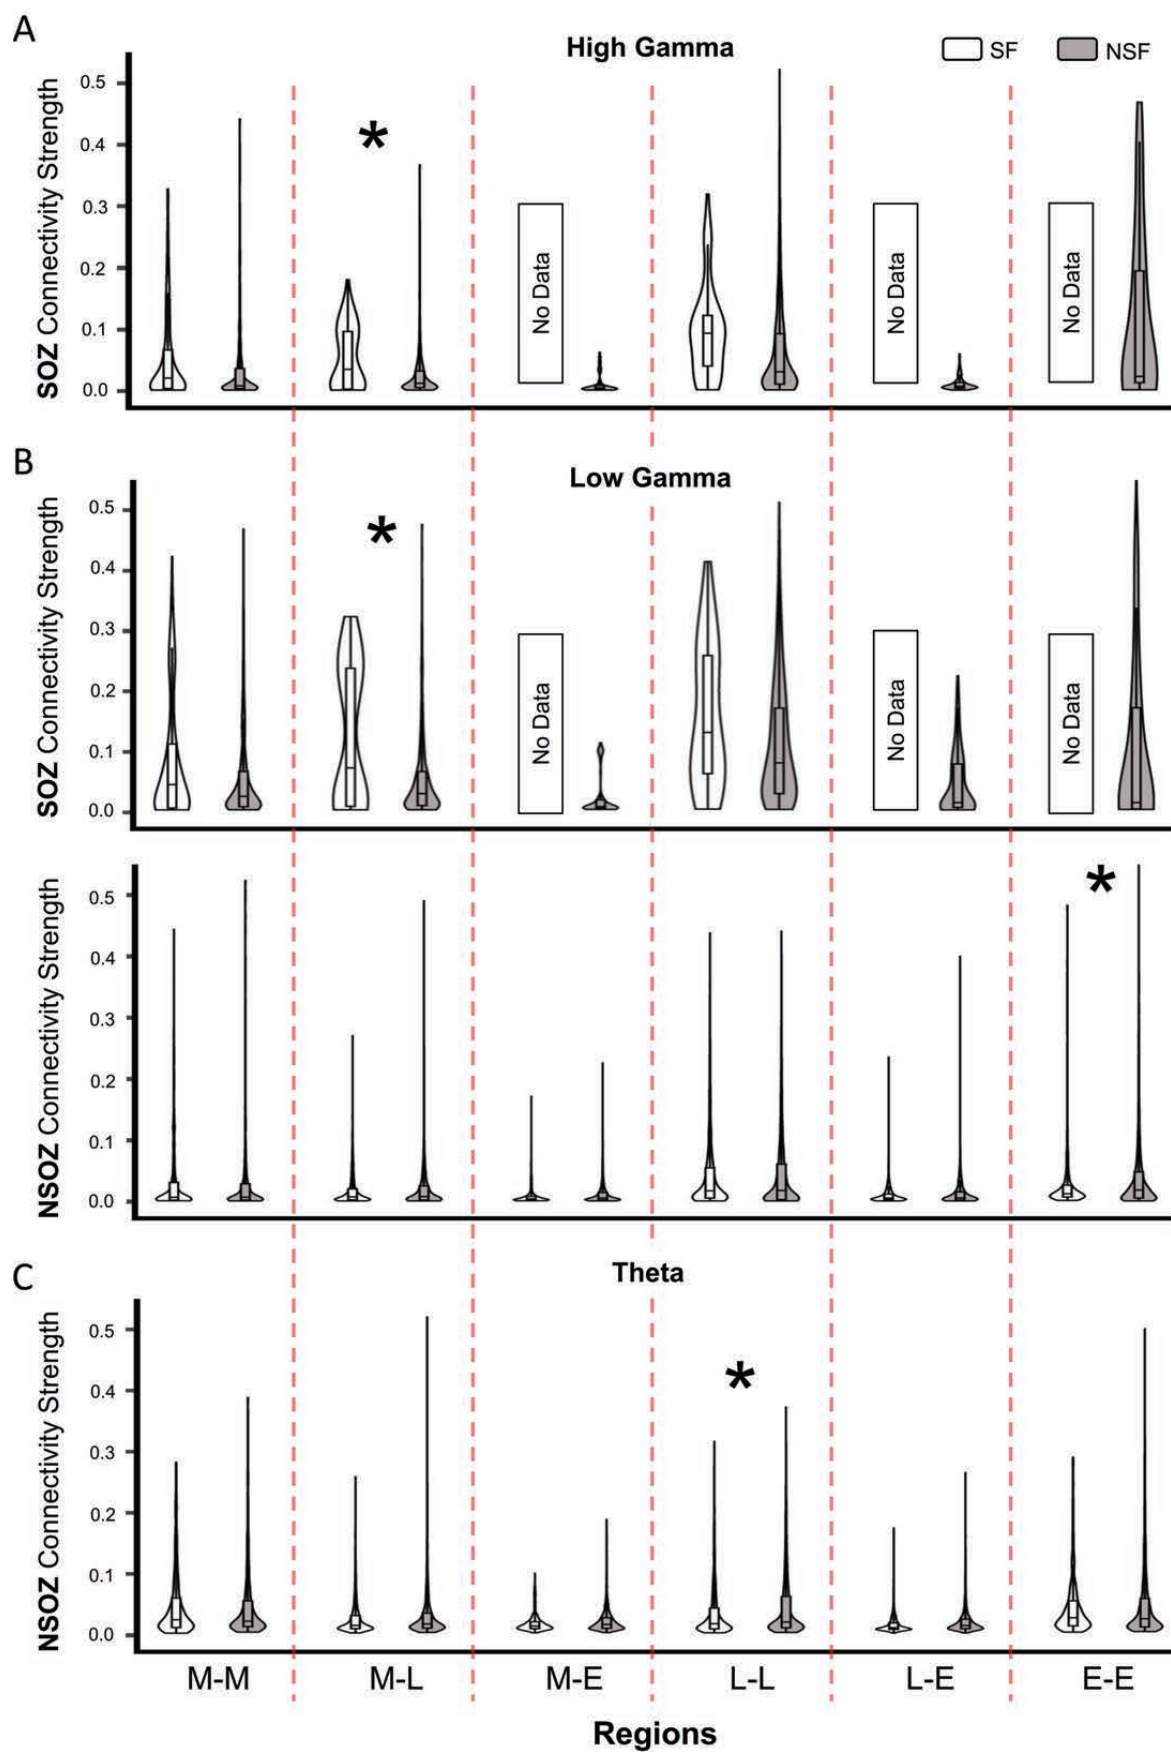 A
High Gamma
SF
NSF
SOZ Connectivity Strength
0.5
0.4
0.3
0.2
0.1
0.0
*
No Data
No Data
No Data
B
Low Gamma
SOZ Connectivity Strength
0.5
0.4
0.3
0.2
0.1
0.0
*
No Data
No Data
No Data
NSOZ Connectivity Strength
0.5
0.4
0.3
0.2
0.1
0.0
*
C
Theta
NSOZ Connectivity Strength
0.5
0.4
0.3
0.2
0.1
0.0
*
M-M M-L M-E L-L L-E E-E
Regions